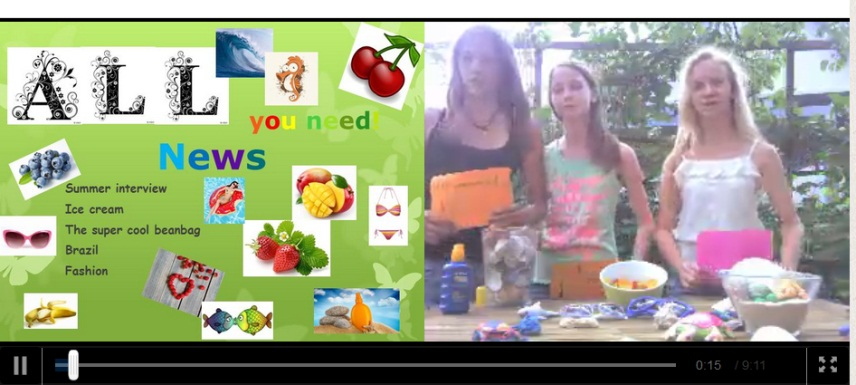 ALL
you need!
News
Summer interview
Ice cream
The super cool beanbag
Brazil
Fashion
0:15 / 9:11